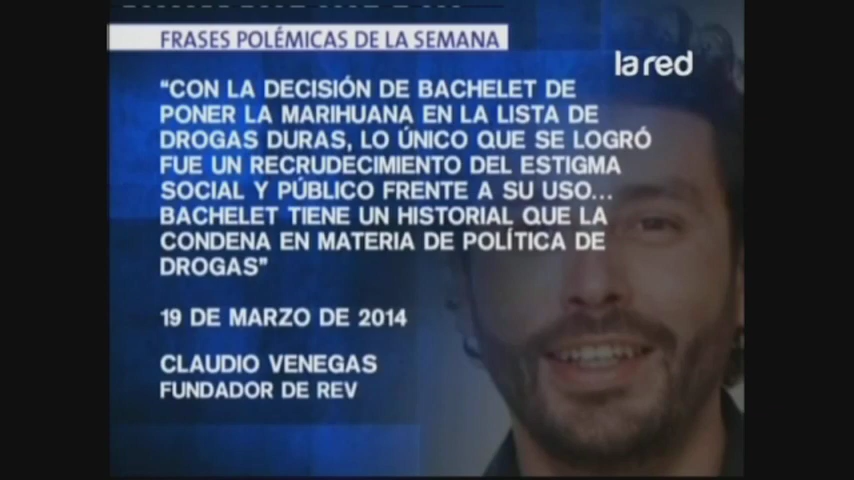 FRASES POLÉMICAS DE LA SEMANA
la red
"CON LA DECISIÓN DE BACHELET DE
PONER LA MARIHUANA EN LA LISTA DE
DROGAS DURAS, LO ÚNICO QUE SE LOGRÓ
FUE UN RECRUDECIMIENTO DEL ESTIGMA
SOCIAL Y PÚBLICO FRENTE A SU USO...
BACHELET TIENE UN HISTORIAL QUE LA
CONDENA EN MATERIA DE POLÍTICA DE
DROGAS"
19 DE MARZO DE 2014
CLAUDIO VENEGAS
FUNDADOR DE REV